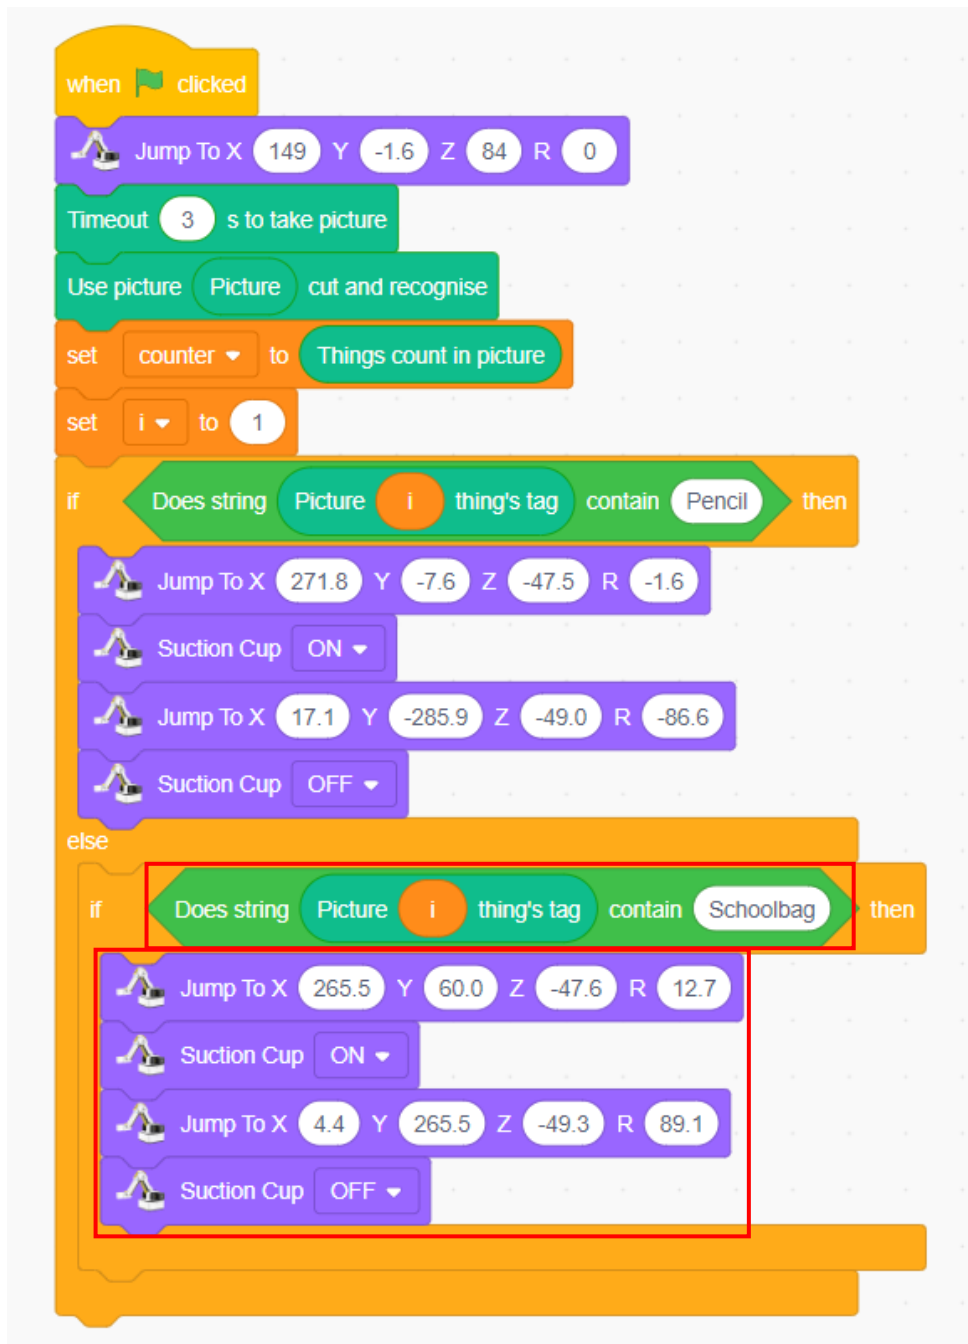 when clicked
Jump To X 149 Y -1.6 Z 84 R 0
Timeout 3 s to take picture
Use picture Picture cut and recognise
set counter to Things count in picture
set i to 1
if Does string Picture i thing's tag contain Pencil then
Jump To X 271.8 Y -7.6 Z -47.5 R -1.6
Suction Cup ON
Jump To X 17.1 Y -285.9 Z -49.0 R -86.6
Suction Cup OFF
else
if Does string Picture i thing's tag contain Schoolbag then
Jump To X 265.5 Y 60.0 Z -47.6 R 12.7
Suction Cup ON
Jump To X 4.4 Y 265.5 Z -49.3 R 89.1
Suction Cup OFF